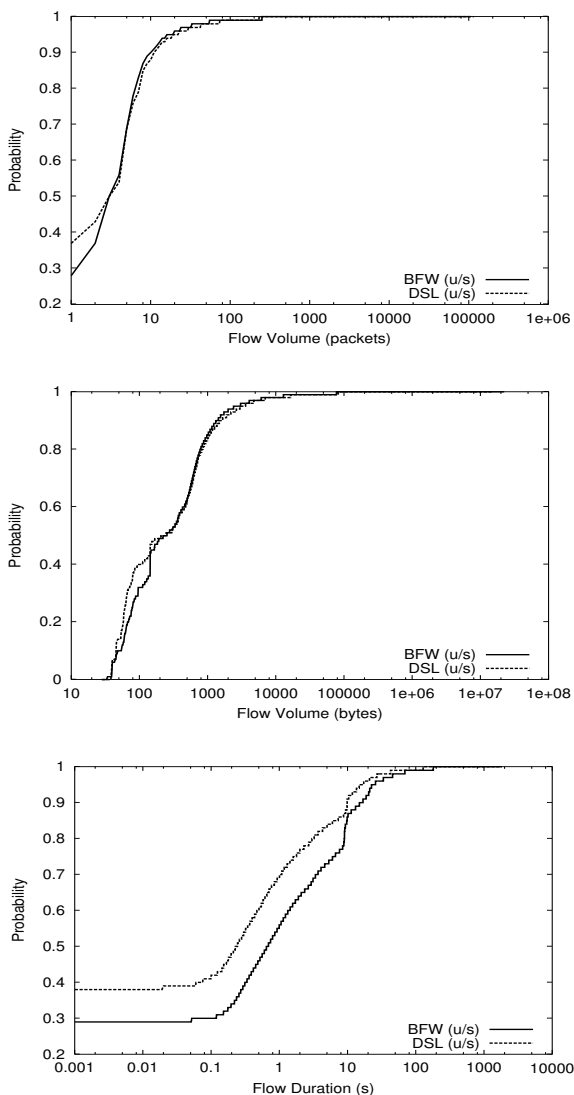 1
0.9
0.8
0.7
0.6
0.5
0.4
0.3
0.2
Probability
BFW (u/s)
DSL (u/s)
1 10 100 1000 10000 100000 1e+06
Flow Volume (packets)
1
0.8
0.6
0.4
0.2
0
Probability
BFW (u/s)
DSL (u/s)
10 100 1000 10000 100000 1e+06 1e+07 1e+08
Flow Volume (bytes)
1
0.9
0.8
0.7
0.6
0.5
0.4
0.3
0.2
Probability
BFW (u/s)
DSL (u/s)
0.001 0.01 0.1 1 10 100 1000 10000
Flow Duration (s)